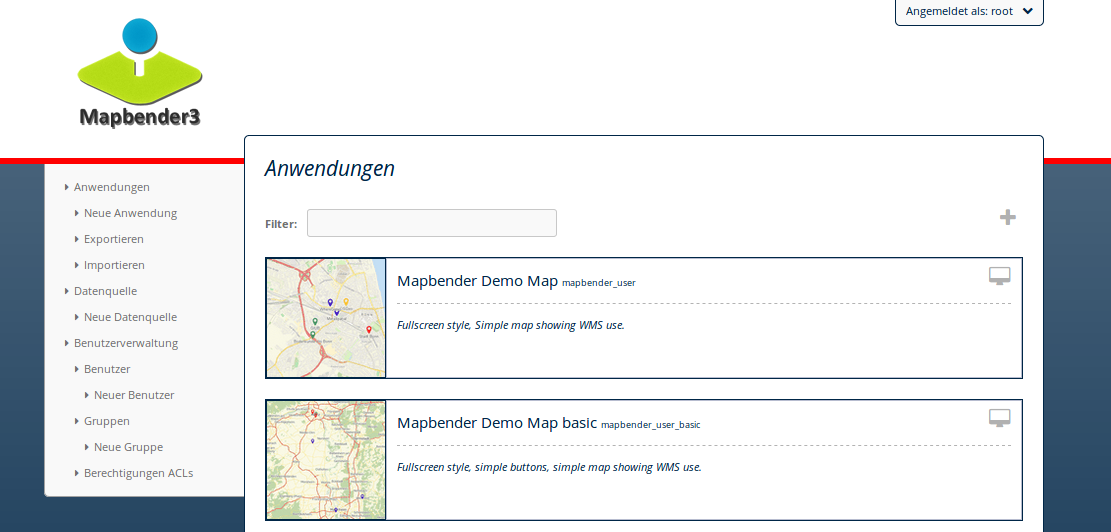 Angemeldet als: root
Mapbender3
Anwendungen
Neue Anwendung
Exportieren
Importieren
Datenquelle
Neue Datenquelle
Benutzerverwaltung
Benutzer
Neuer Benutzer
Gruppen
Neue Gruppe
Berechtigungen ACLs
Anwendungen
Filter:
Mapbender Demo Map mapbender_user
Fullscreen style, Simple map showing WMS use.
Mapbender Demo Map basic mapbender_user_basic
Fullscreen style, simple buttons, simple map showing WMS use.